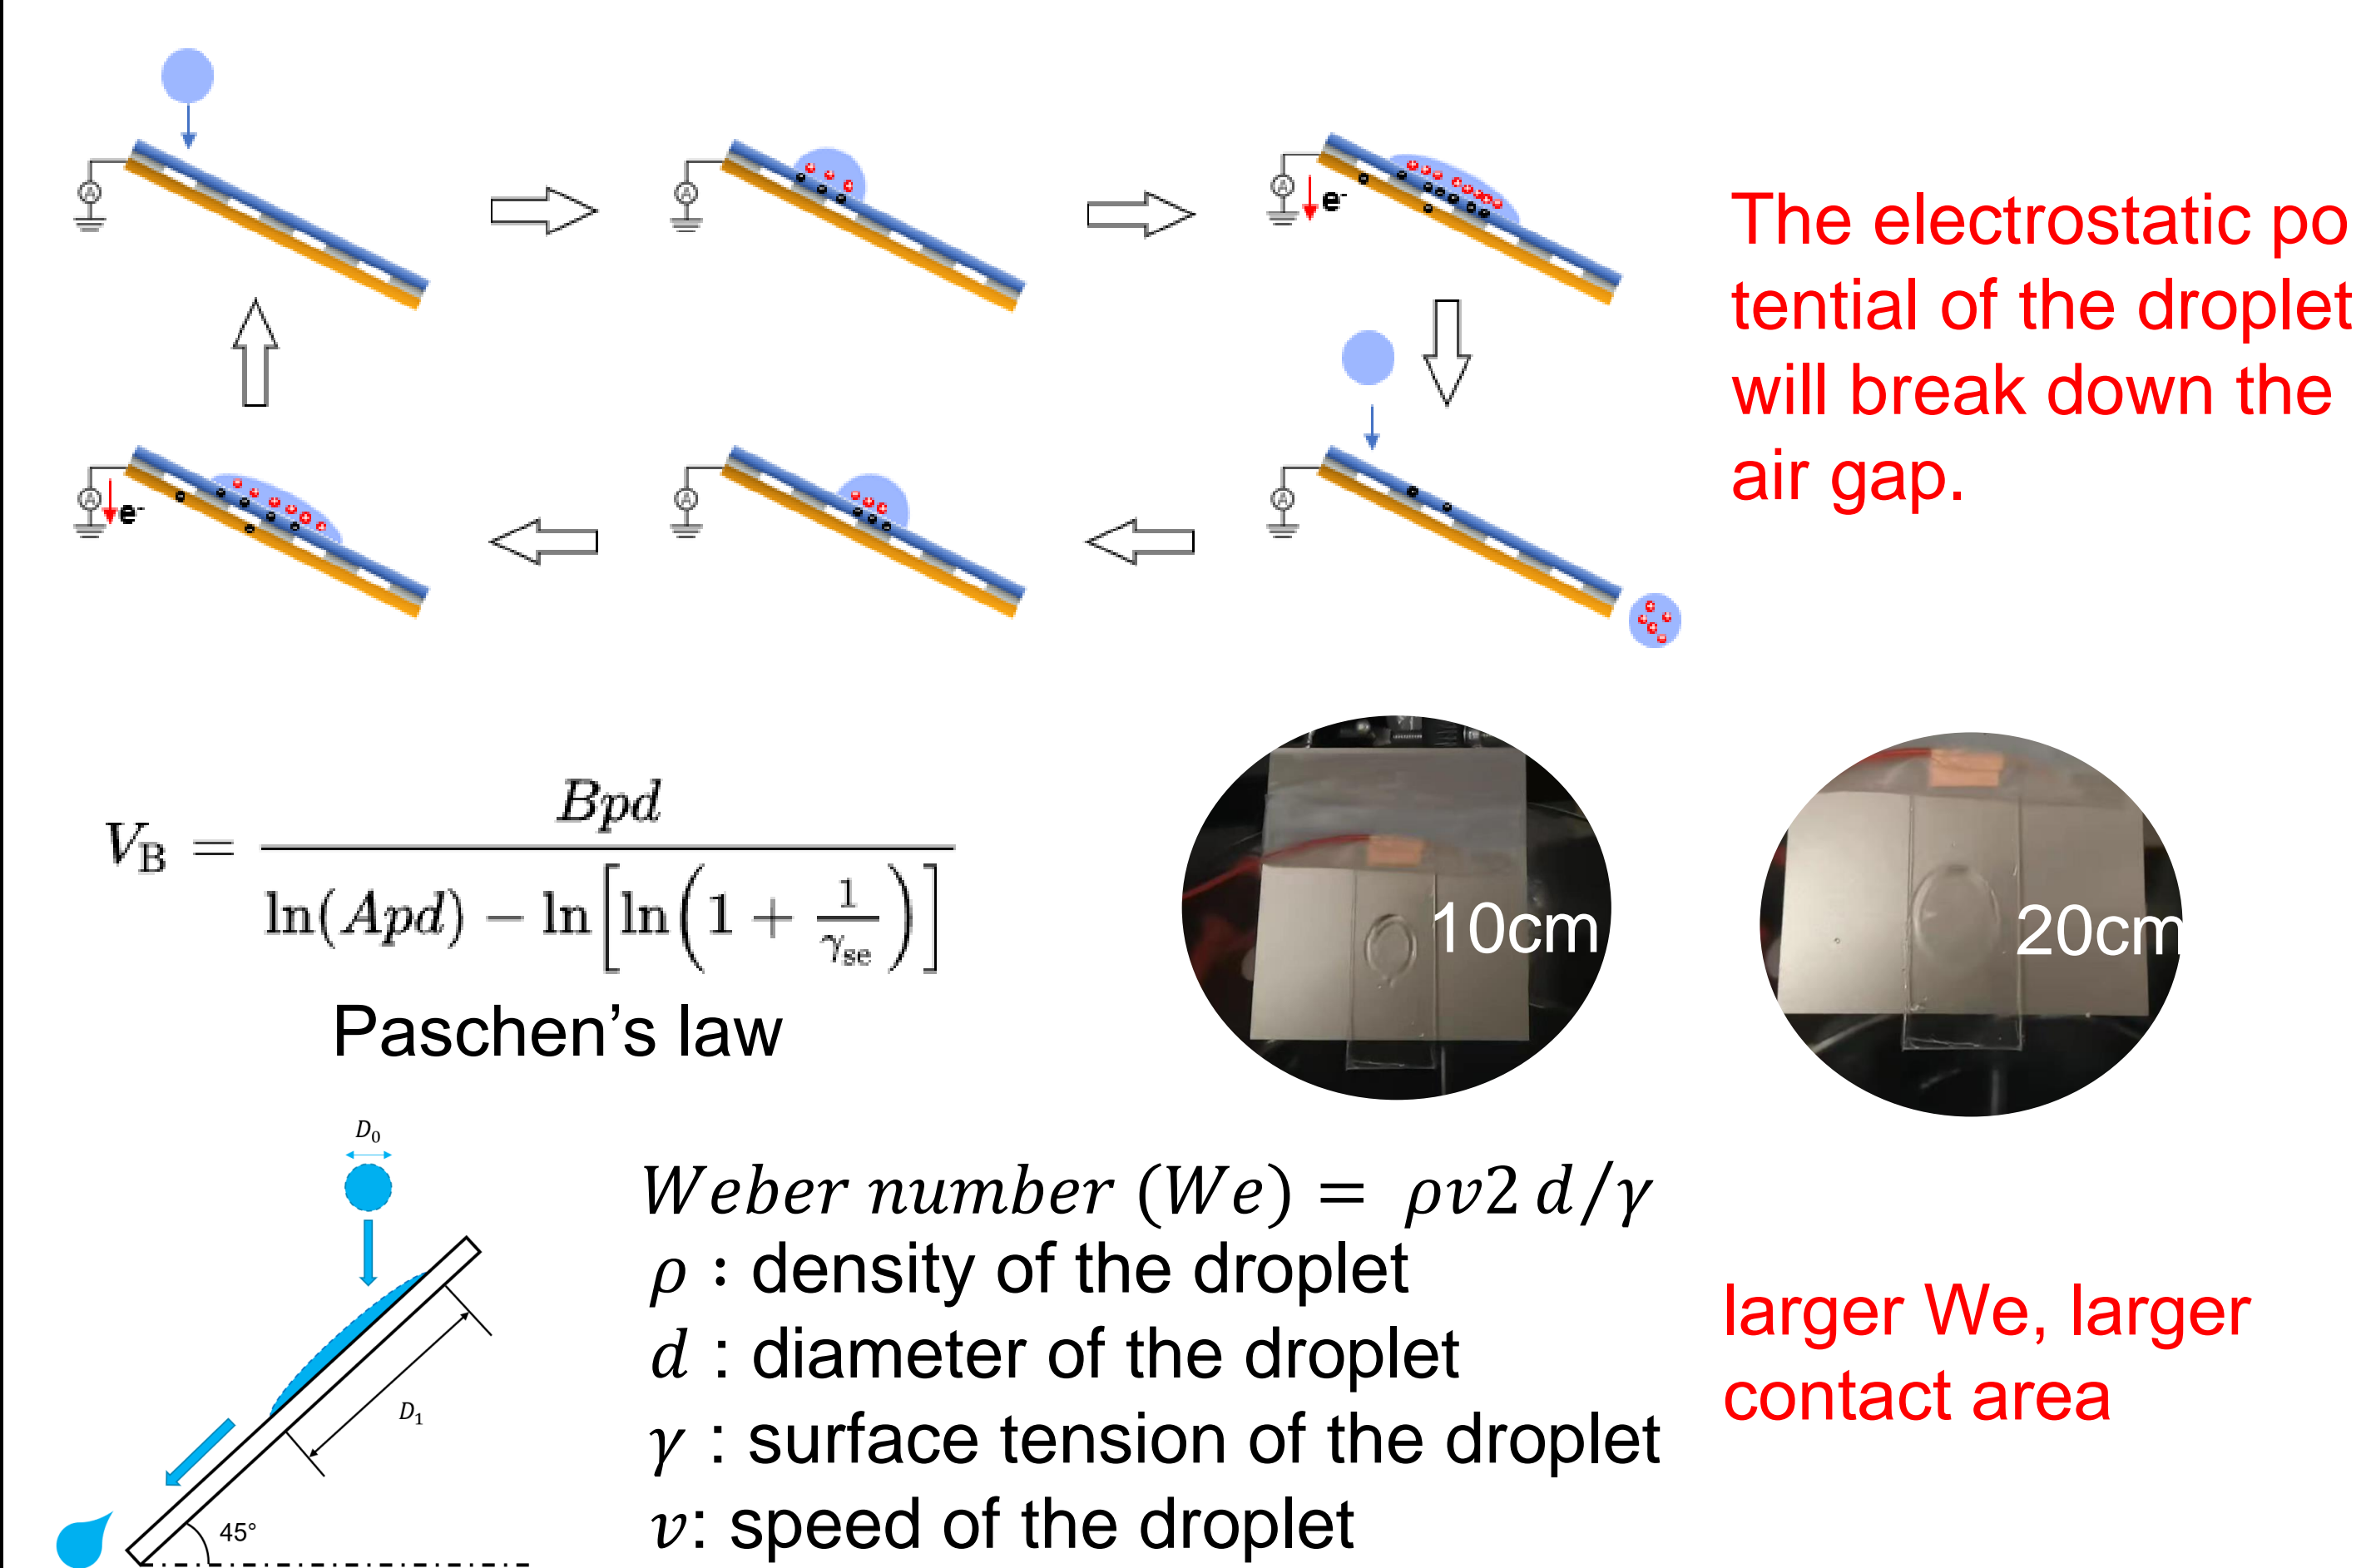 A
A
A
e-
The electrostatic po
tential of the droplet
will break down the
air gap.
A
e-
A
A
V_B = Bpd / (ln(Apd) − ln[ln(1 + 1/γ_se)])
Paschen’s law
10cm
20cm
D₀
D₁
45°
Weber number (We) = ρv2 d/γ
ρ : density of the droplet
d : diameter of the droplet
γ : surface tension of the droplet
v: speed of the droplet
larger We, larger
contact area